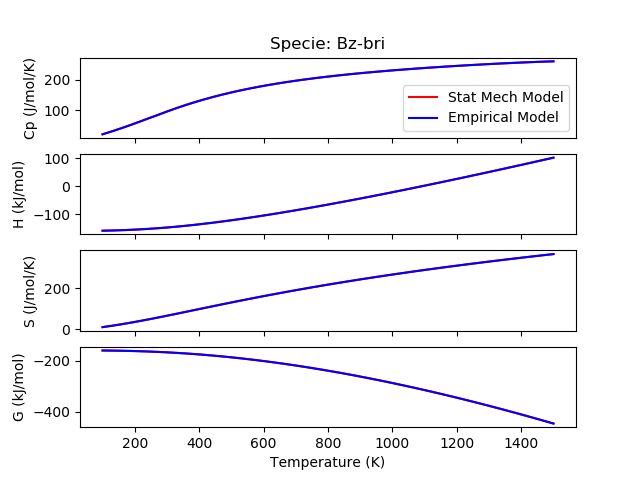 Specie: Bz-bri
Cp (J/mol/K)
200
100
Stat Mech Model
Empirical Model
H (kJ/mol)
100
0
−100
S (J/mol/K)
200
0
G (kJ/mol)
−200
−400
200 400 600 800 1000 1200 1400
Temperature (K)